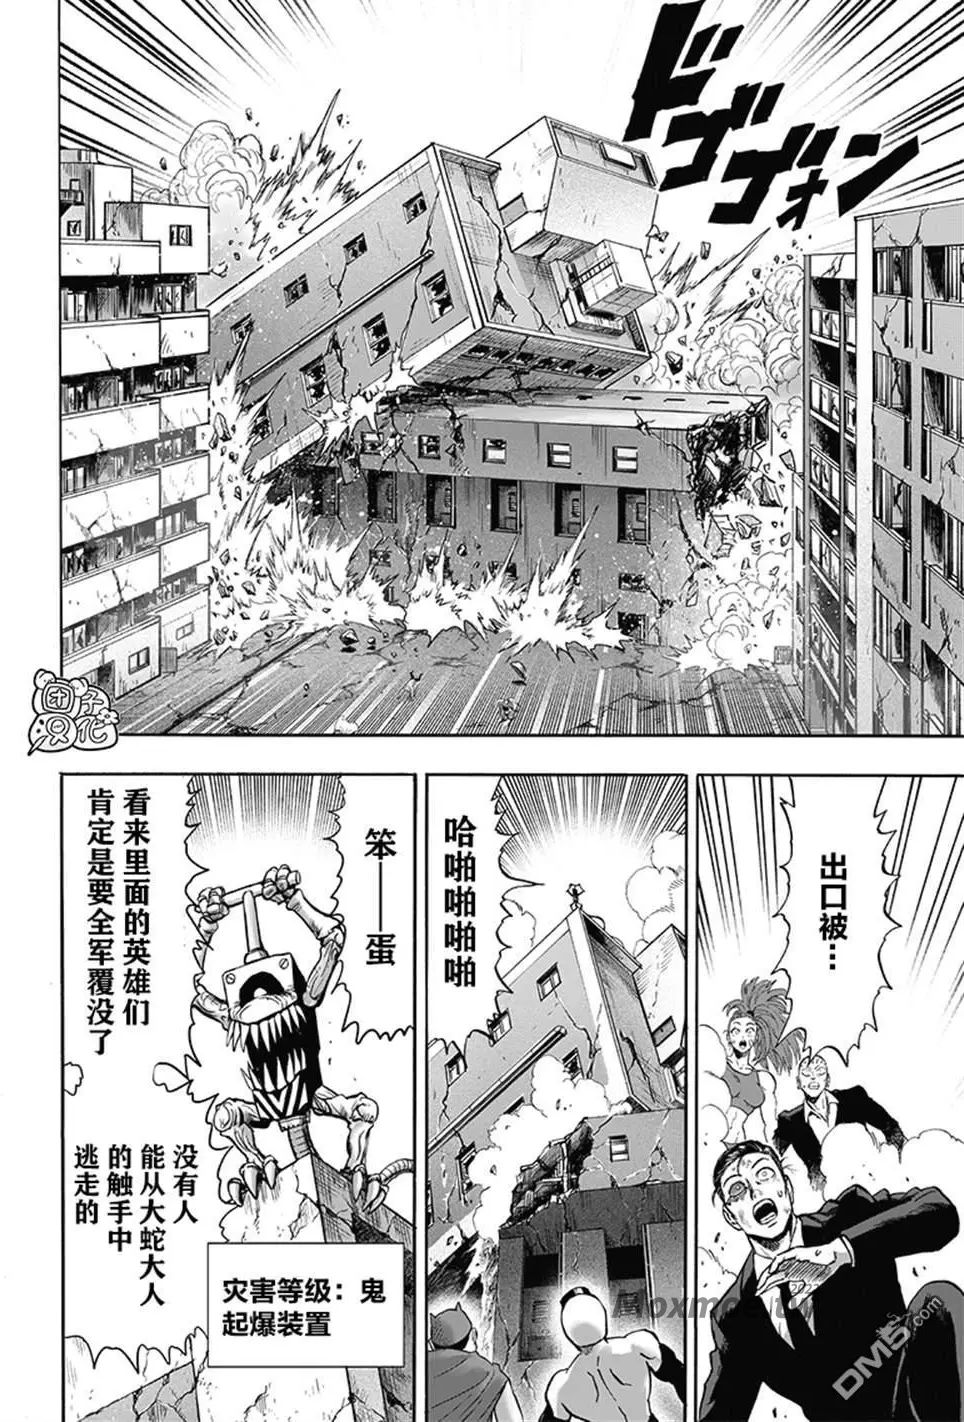 ドゴゴォン
团子
汉化
出口被…
哈啪啪啪啪
笨——蛋
看来里面的英雄们
肯定是要全军覆没了
没有人
能从大蛇大人
的触手中
逃走的
灾害等级：鬼
起爆装置
DM5.com